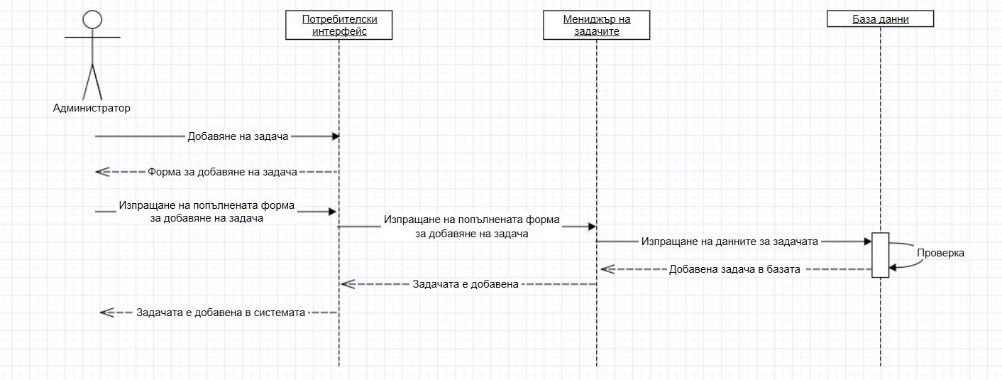 Потребителски
интерфейс
Мениджър на
задачите
База данни
Администратор
Добавяне на задача
Форма за добавяне на задача
Изпращане на попълнената форма
за добавяне на задача
Изпращане на попълнената форма
за добавяне на задача
Изпращане на данните за задачата
Проверка
Добавена задача в базата
Задачата е добавена
Задачата е добавена в системата